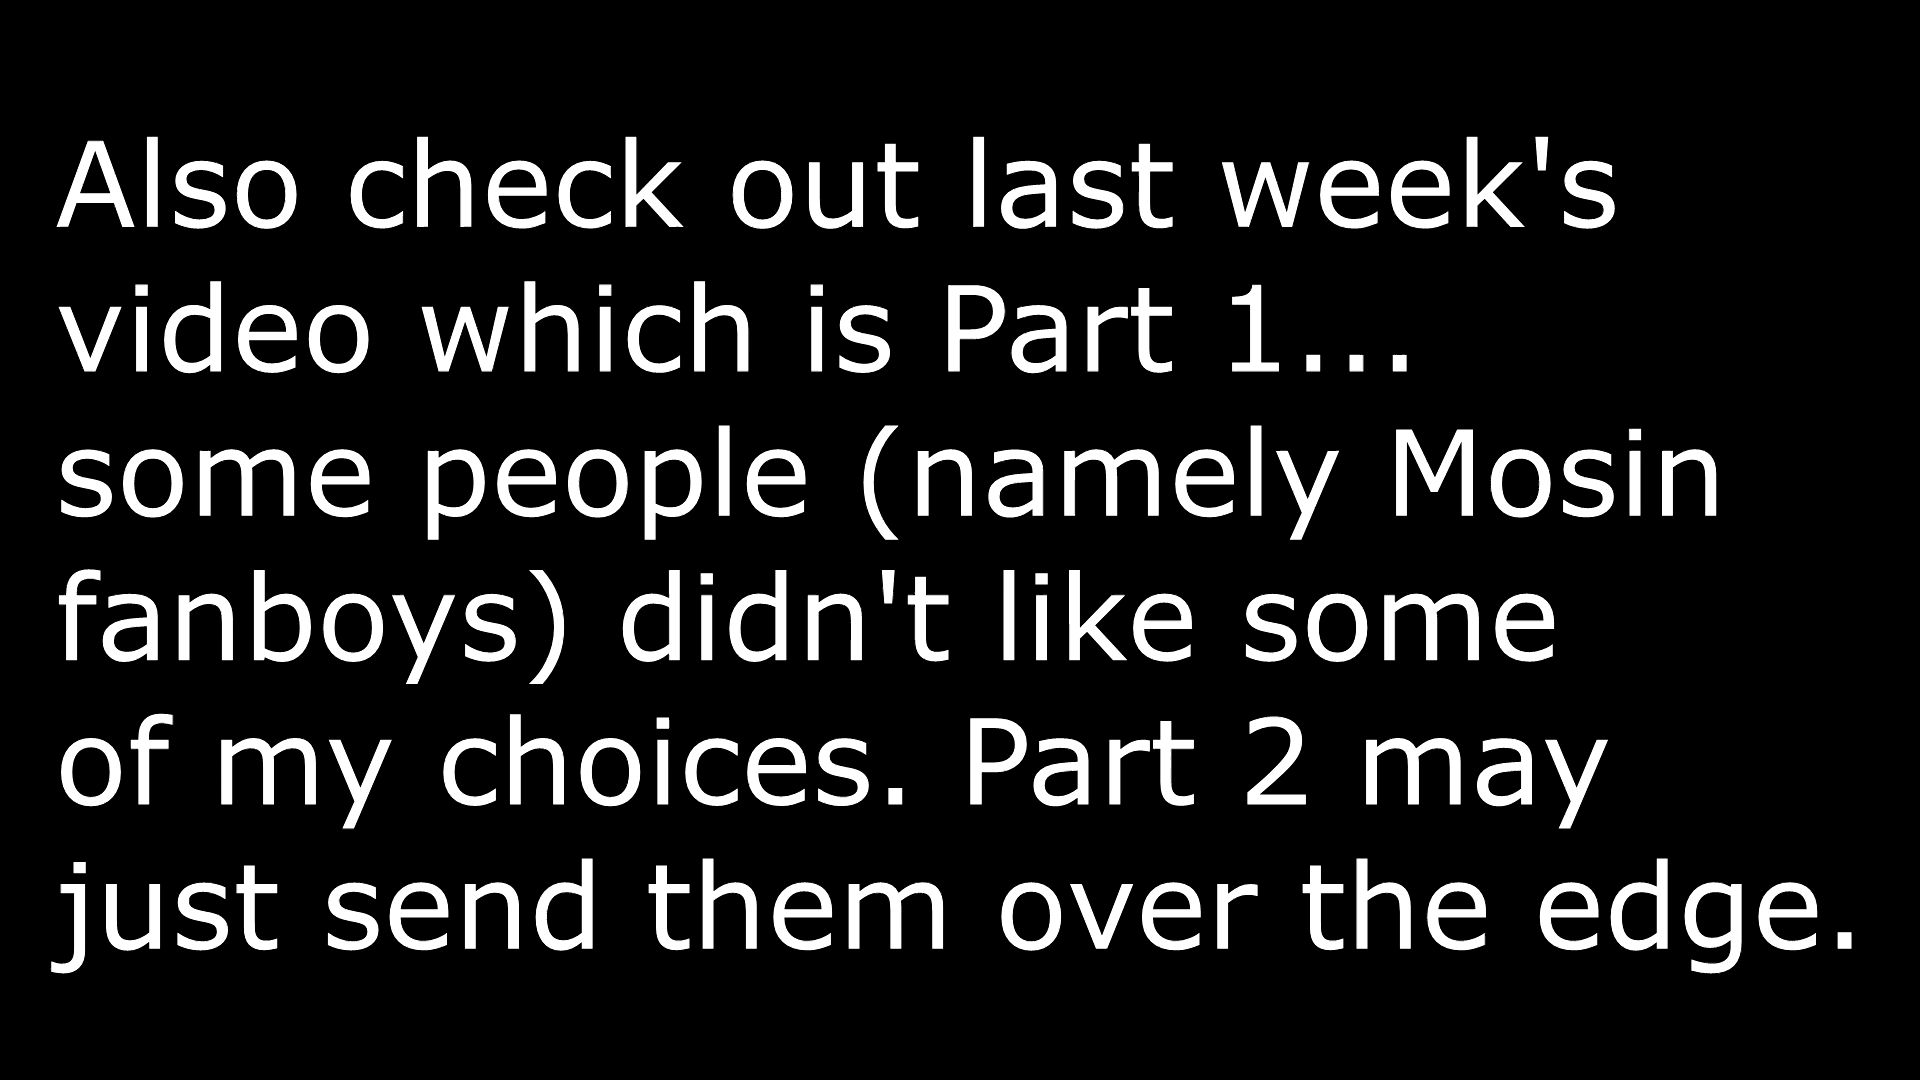 Also check out last week's
video which is Part 1...
some people (namely Mosin
fanboys) didn't like some
of my choices. Part 2 may
just send them over the edge.